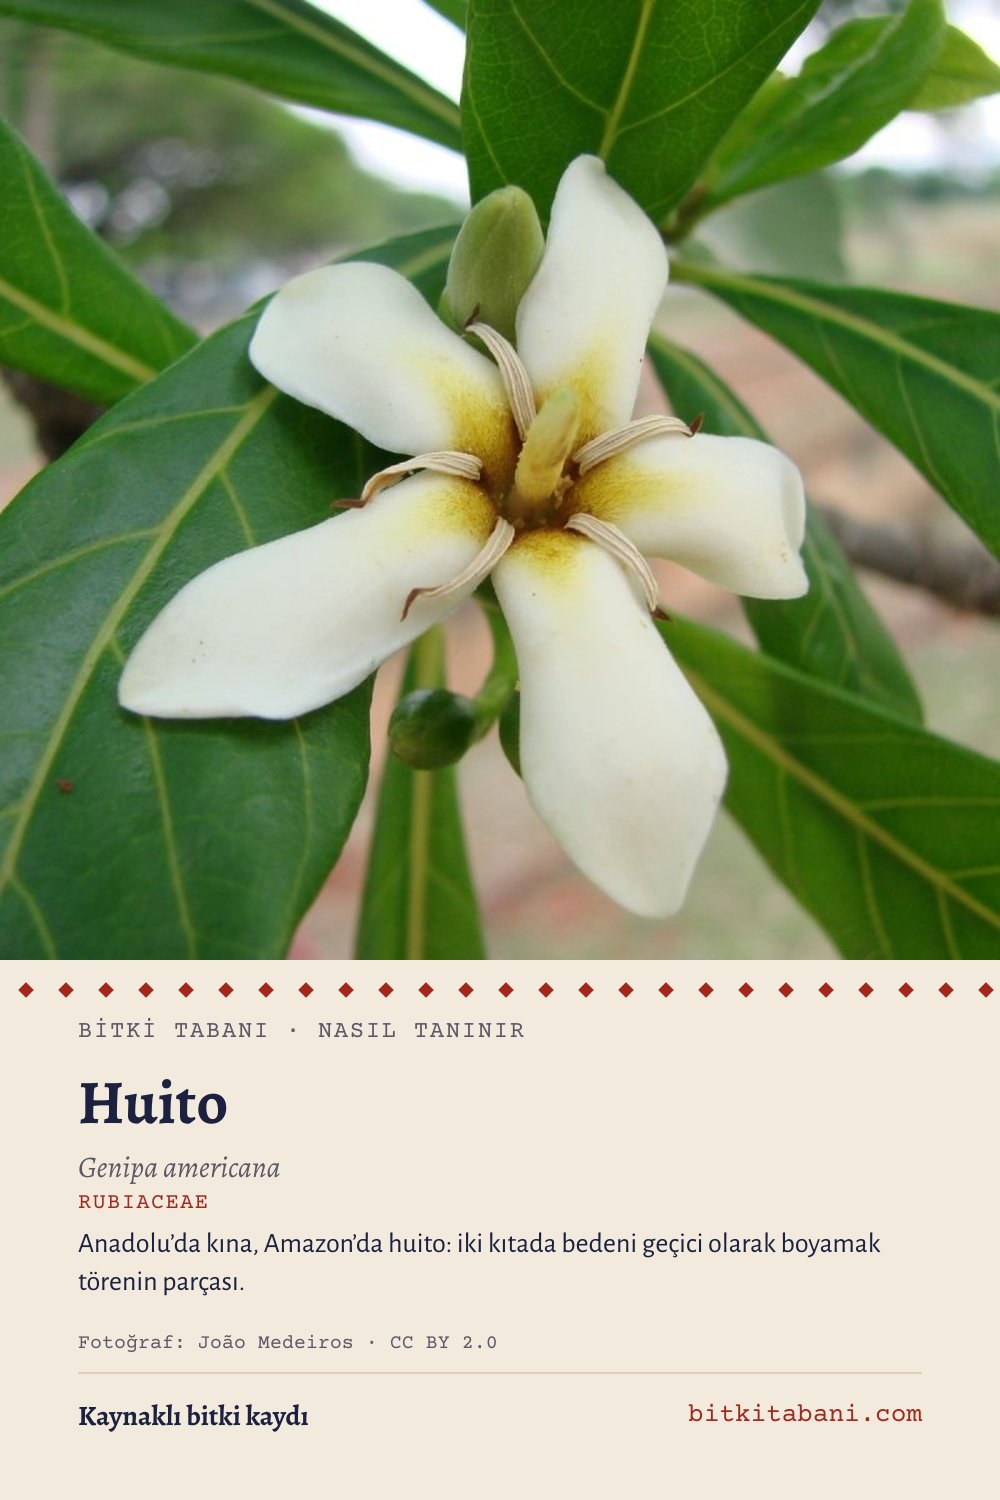 BİTKİ TABANI · NASIL TANINIR
Huito
Genipa americana
RUBIACEAE
Anadolu’da kına, Amazon’da huito: iki kıtada bedeni geçici olarak boyamak
törenin parçası.
Fotoğraf: João Medeiros · CC BY 2.0
Kaynaklı bitki kaydı
bitkitabani.com